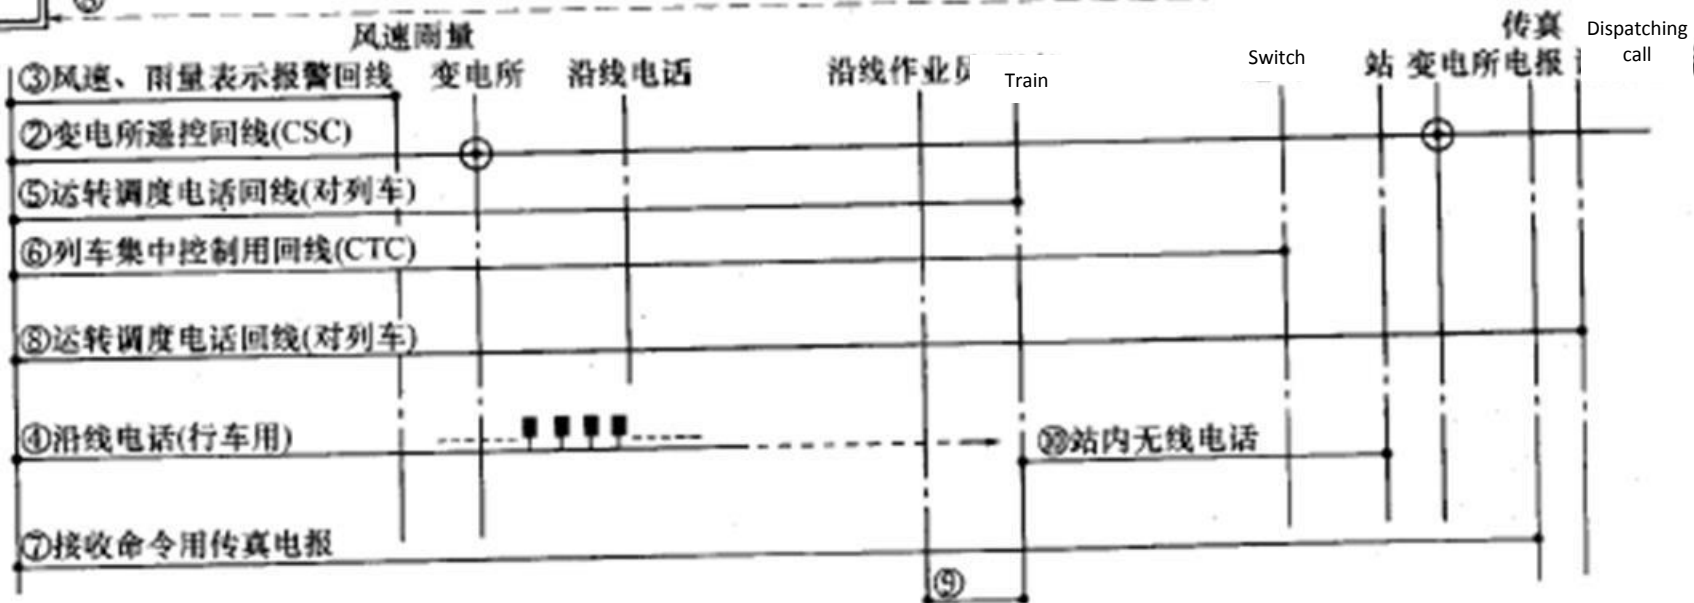 ⑧
风速雨量
传真
Dispatching
call
③风速、雨量表示报警回线
变电所
沿线电话
沿线作业员
Train
Switch
站
变电所
电报
②变电所遥控回线(CSC)
⑤运转调度电话回线(对列车)
⑥列车集中控制用回线(CTC)
⑧运转调度电话回线(对列车)
④沿线电话(行车用)
⑩站内无线电话
⑦接收命令用传真电报
⑨